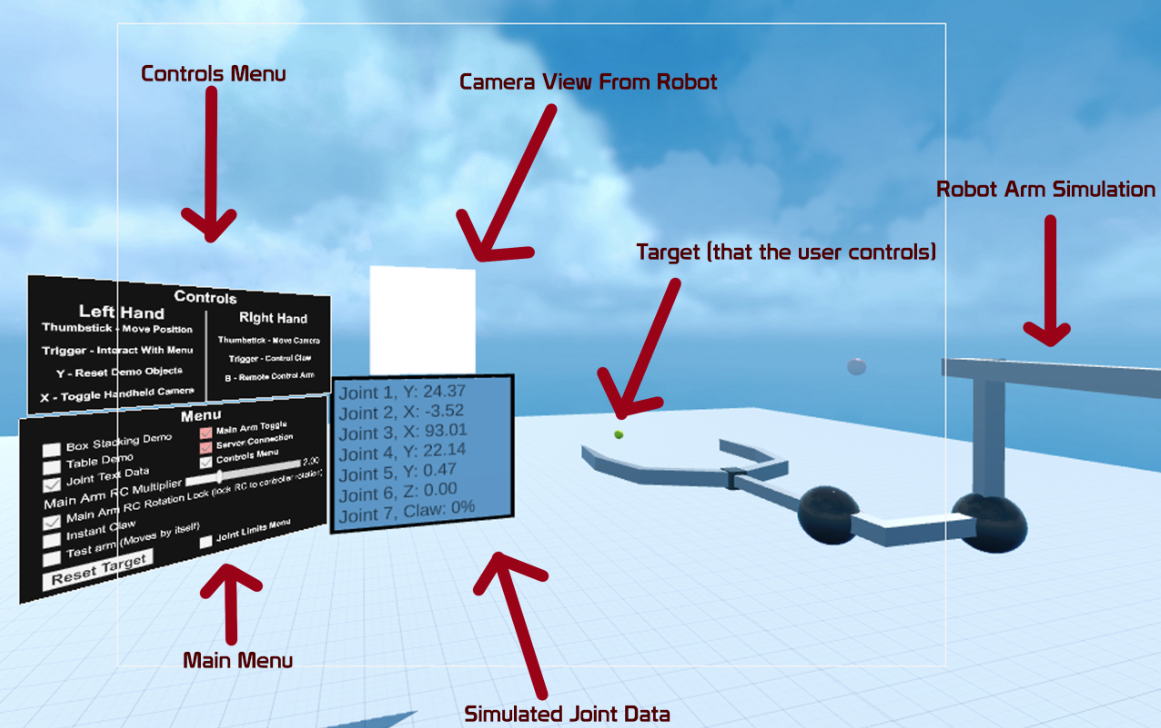 Controls Menu
Camera View From Robot
Robot Arm Simulation
Target (that the user controls)
Controls
Left Hand
Thumbstick - Move Position
Trigger - Interact With Menu
Y - Reset Demo Objects
X - Toggle Handheld Camera
Right Hand
Thumbstick - Move Camera
Trigger - Control Claw
B - Remote Control Arm
Menu
Box Stacking Demo
Table Demo
Joint Text Data
Main Arm Toggle
Server Connection
Controls Menu
Main Arm RC Multiplier 2.00
Main Arm RC Rotation Lock (lock RC to controller rotation)
Instant Claw
Test arm (Moves by itself)
Joint Limits Menu
Reset Target
Joint 1, Y: 24.37
Joint 2, X: -3.52
Joint 3, X: 93.01
Joint 4, Y: 22.14
Joint 5, Y: 0.47
Joint 6, Z: 0.00
Joint 7, Claw: 0%
Main Menu
Simulated Joint Data